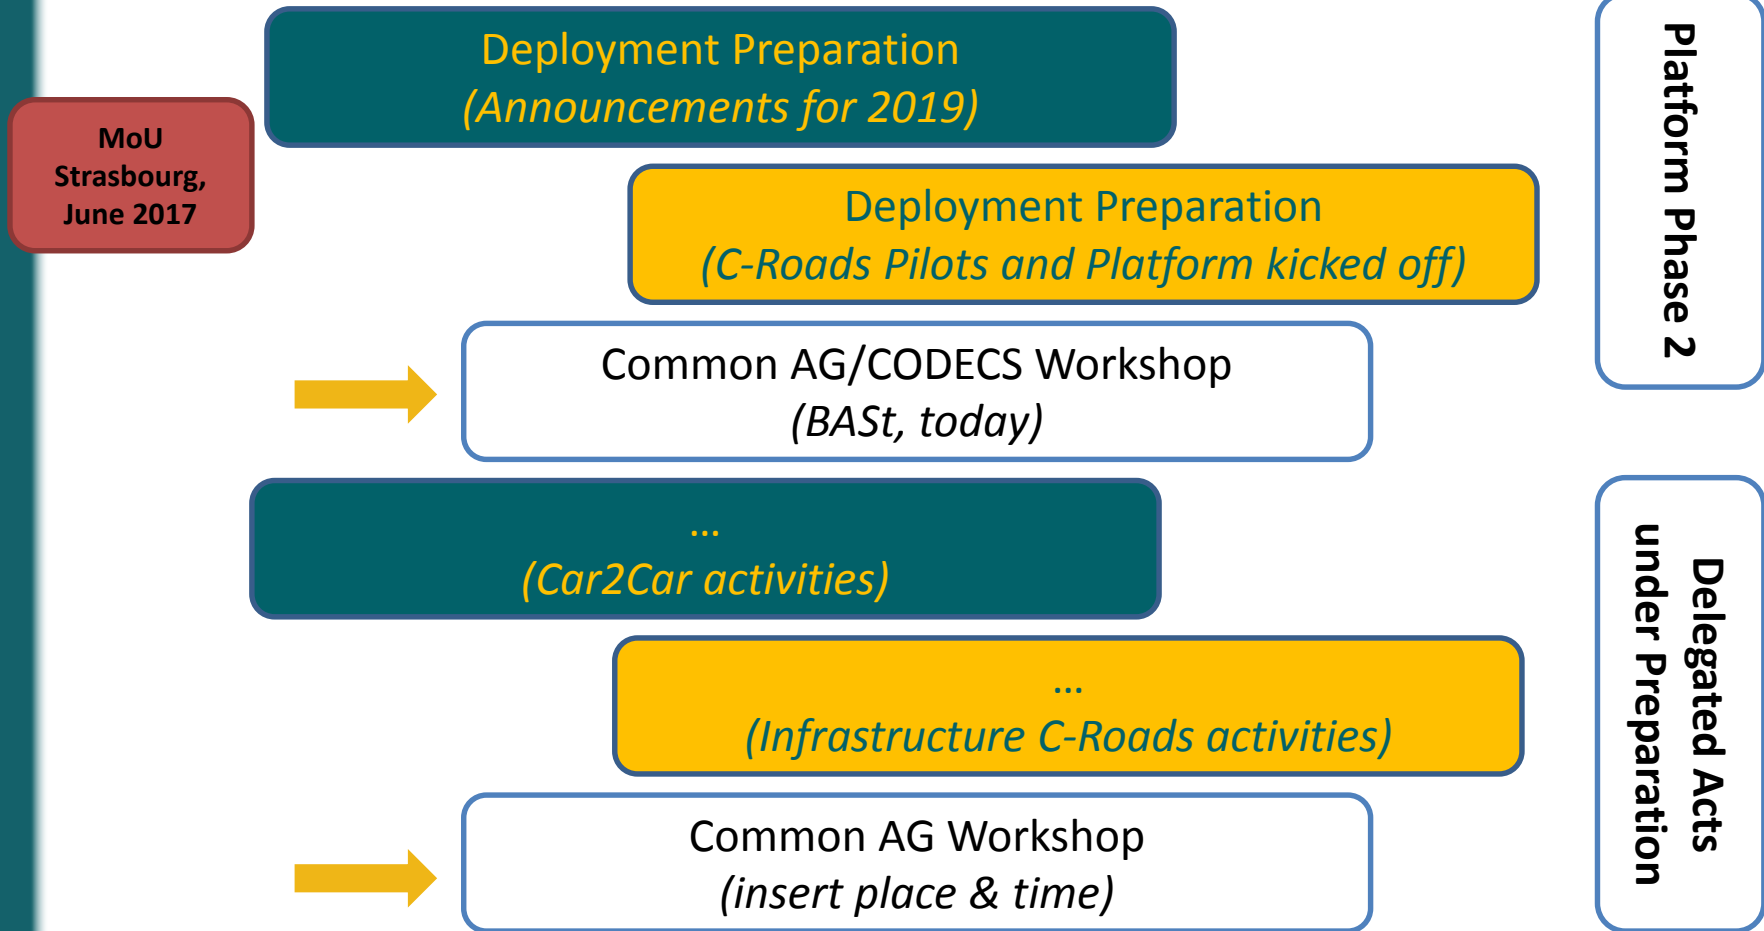 Deployment Preparation
(Announcements for 2019)
MoU
Strasbourg,
June 2017
Deployment Preparation
(C-Roads Pilots and Platform kicked off)
Common AG/CODECS Workshop
(BASt, today)
...
(Car2Car activities)
...
(Infrastructure C-Roads activities)
Common AG Workshop
(insert place & time)
Platform Phase 2
Delegated Acts
under Preparation